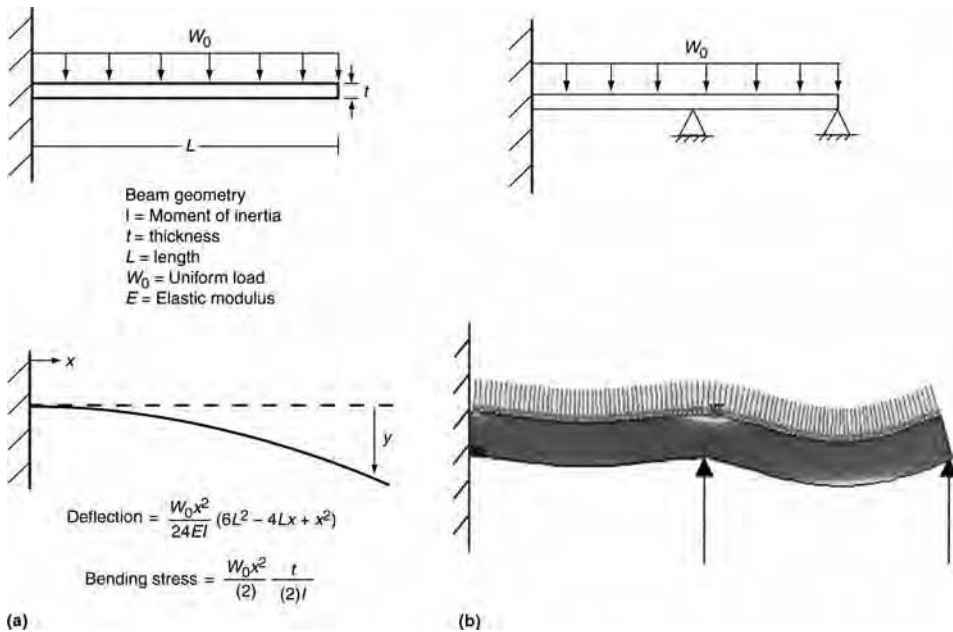 W₀
t
L
Beam geometry
I = Moment of inertia
t = thickness
L = length
W₀ = Uniform load
E = Elastic modulus
x
y
Deflection = W₀x²/24EI (6L² – 4Lx + x²)
Bending stress = W₀x²/(2) t/(2)I
(a)
W₀
(b)